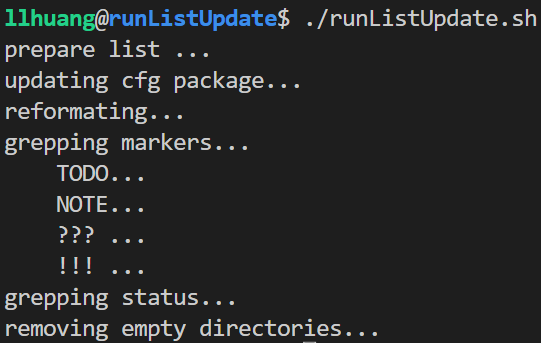 llhuang@runListUpdate$ ./runListUpdate.sh
prepare list ...
updating cfg package...
reformating...
grepping markers...
    TODO...
    NOTE...
    ??? ...
    !!! ...
grepping status...
removing empty directories...